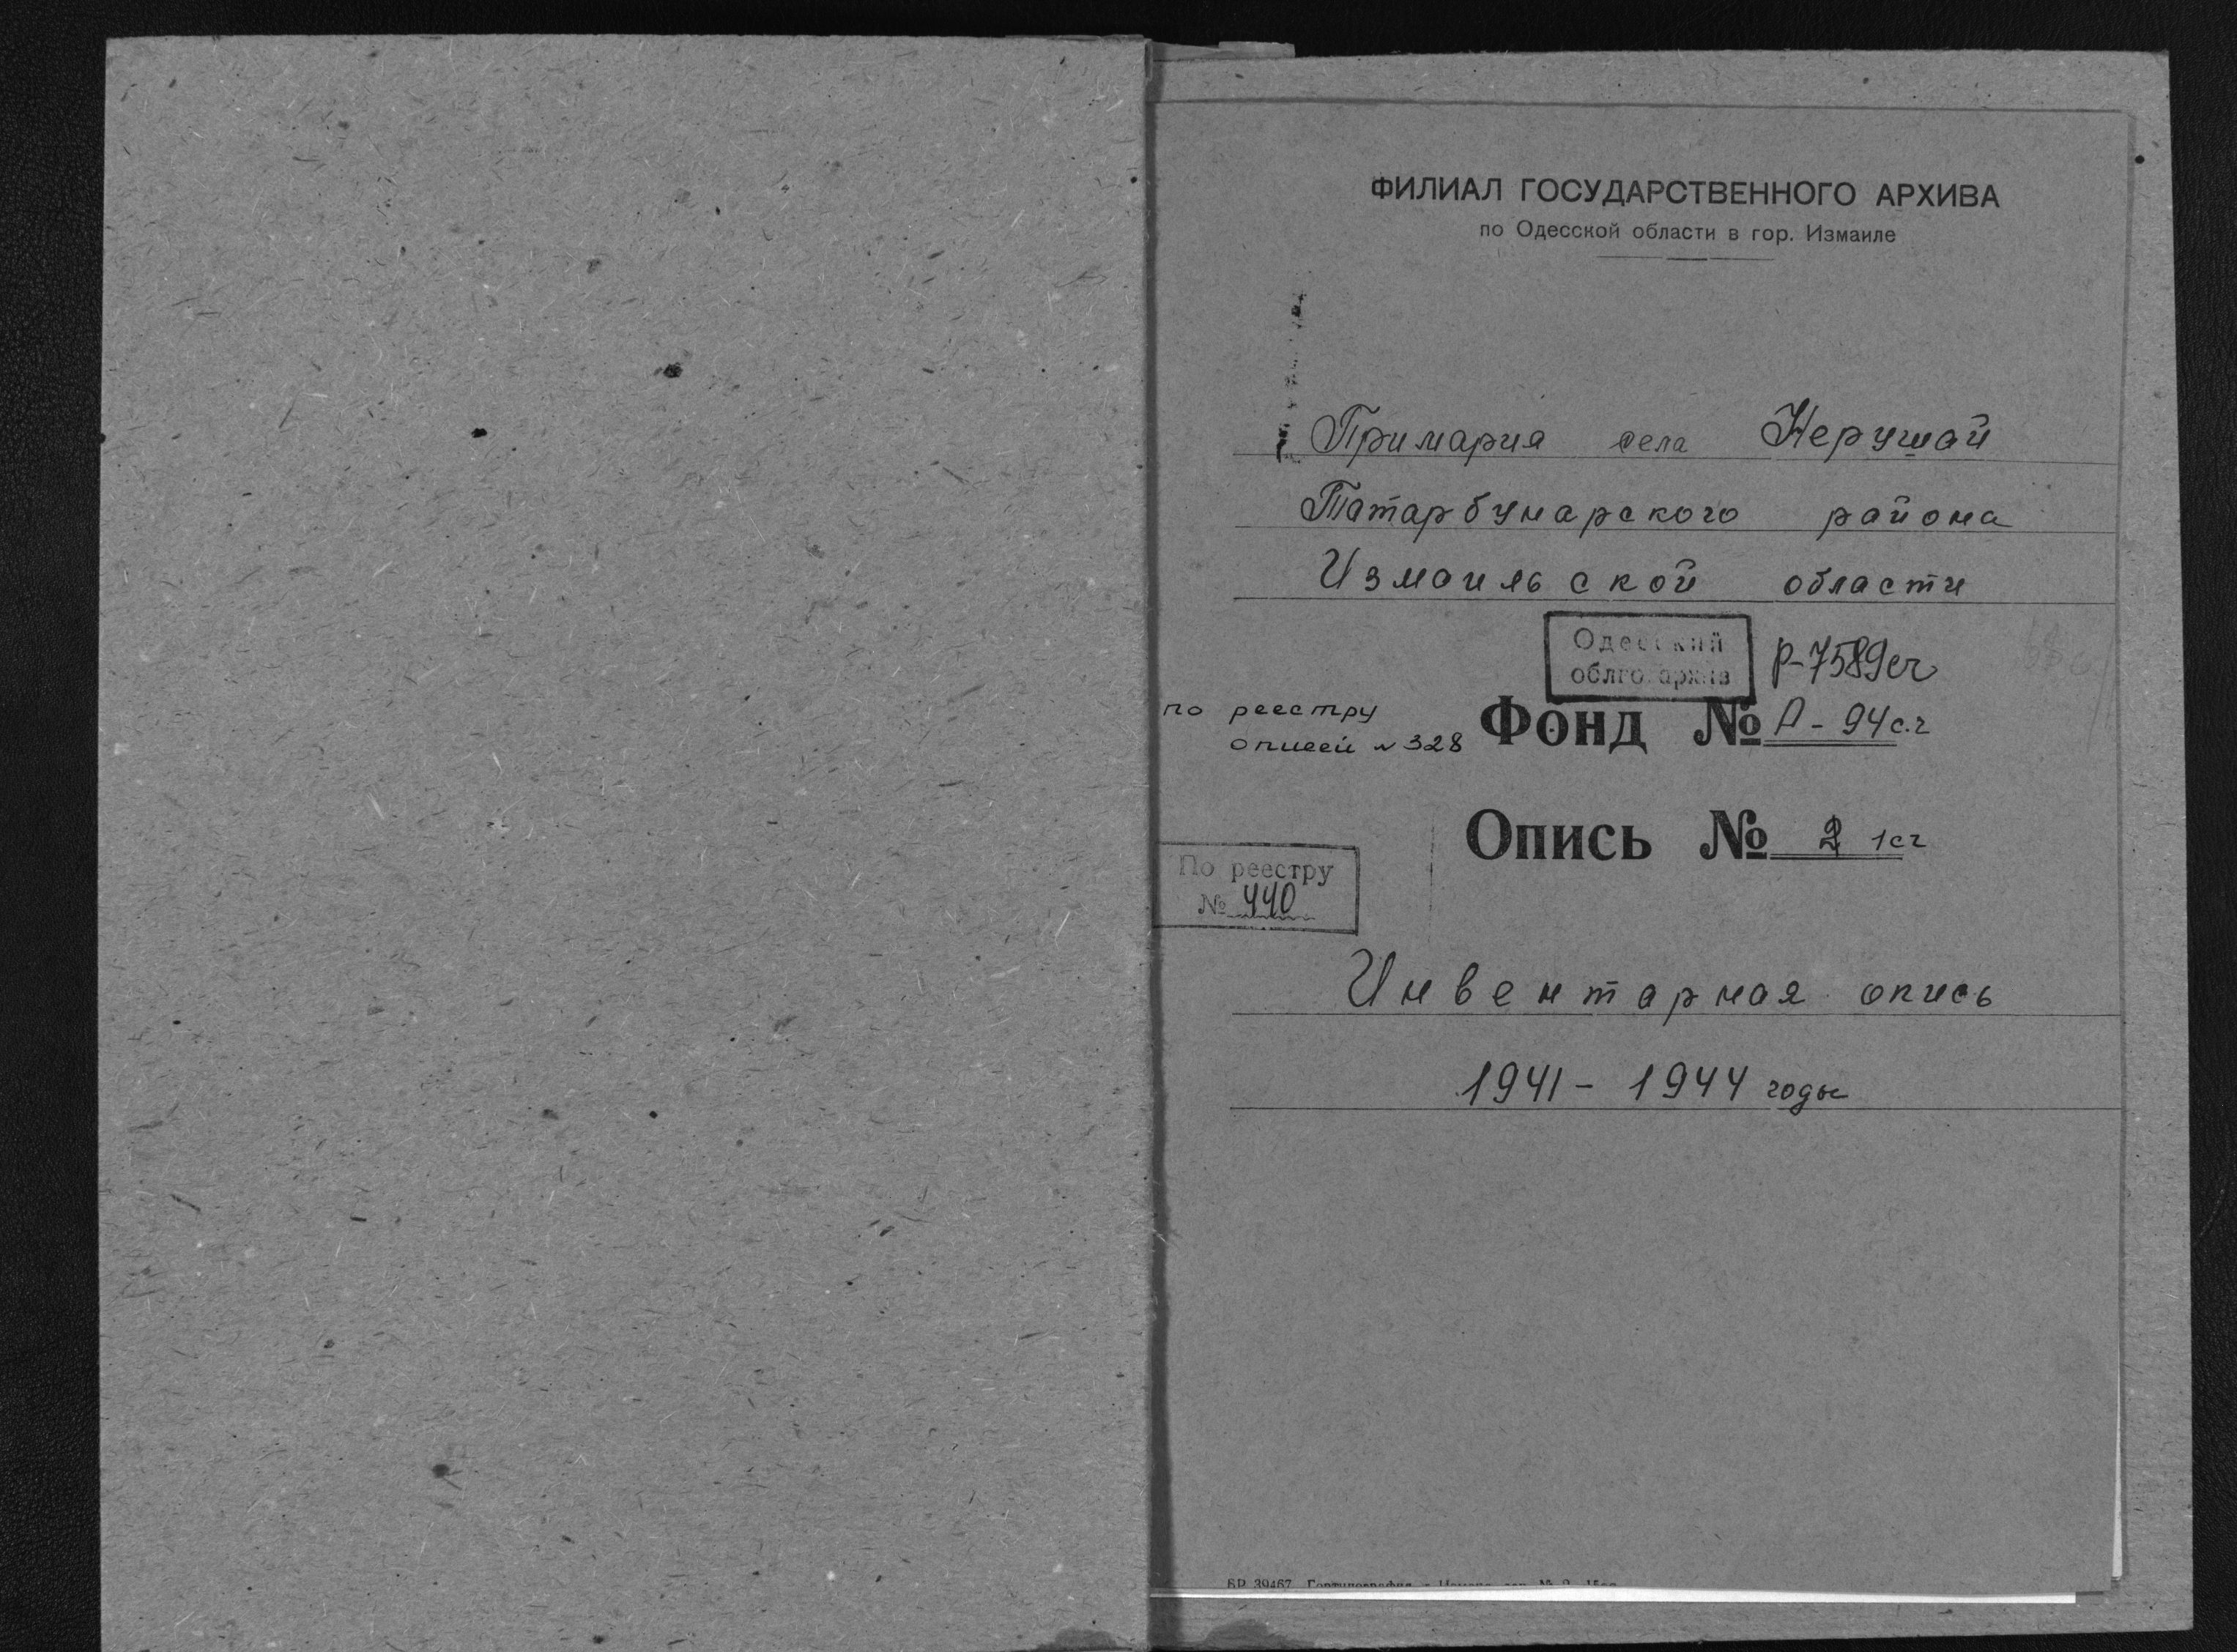 ФИЛИАЛ ГОСУДАРСТВЕННОГО АРХИВА
по Одесской области в гор. Измаиле
Примария села Нерушай
Татарбунарского района
Измаильской области
Одесский
облгосархив
Р-7589сч
по реестру
описей № 328
Фонд № А-94с.ч
Опись № 2 1сч
По реестру
№ 440
Инвентарная опись
1941 - 1944 годы
БР 39467